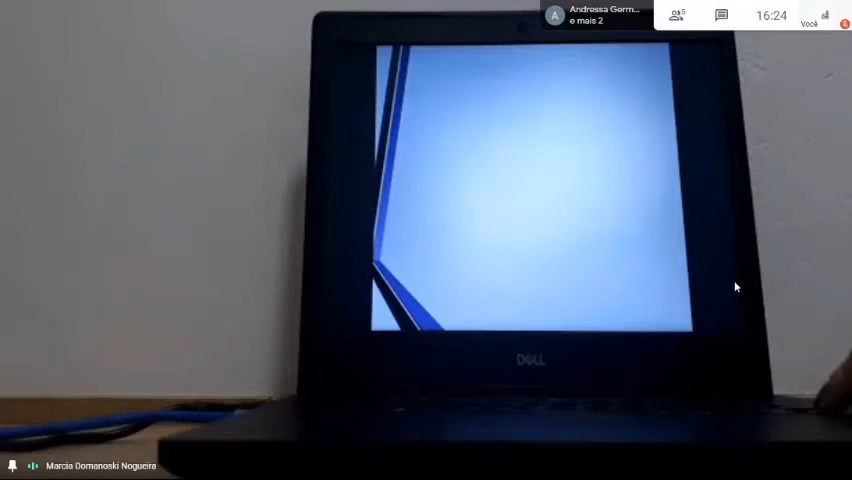 A
Andressa Germ...
e mais 2
5
16:24
Você
DELL
Marcia Domanoski Nogueira